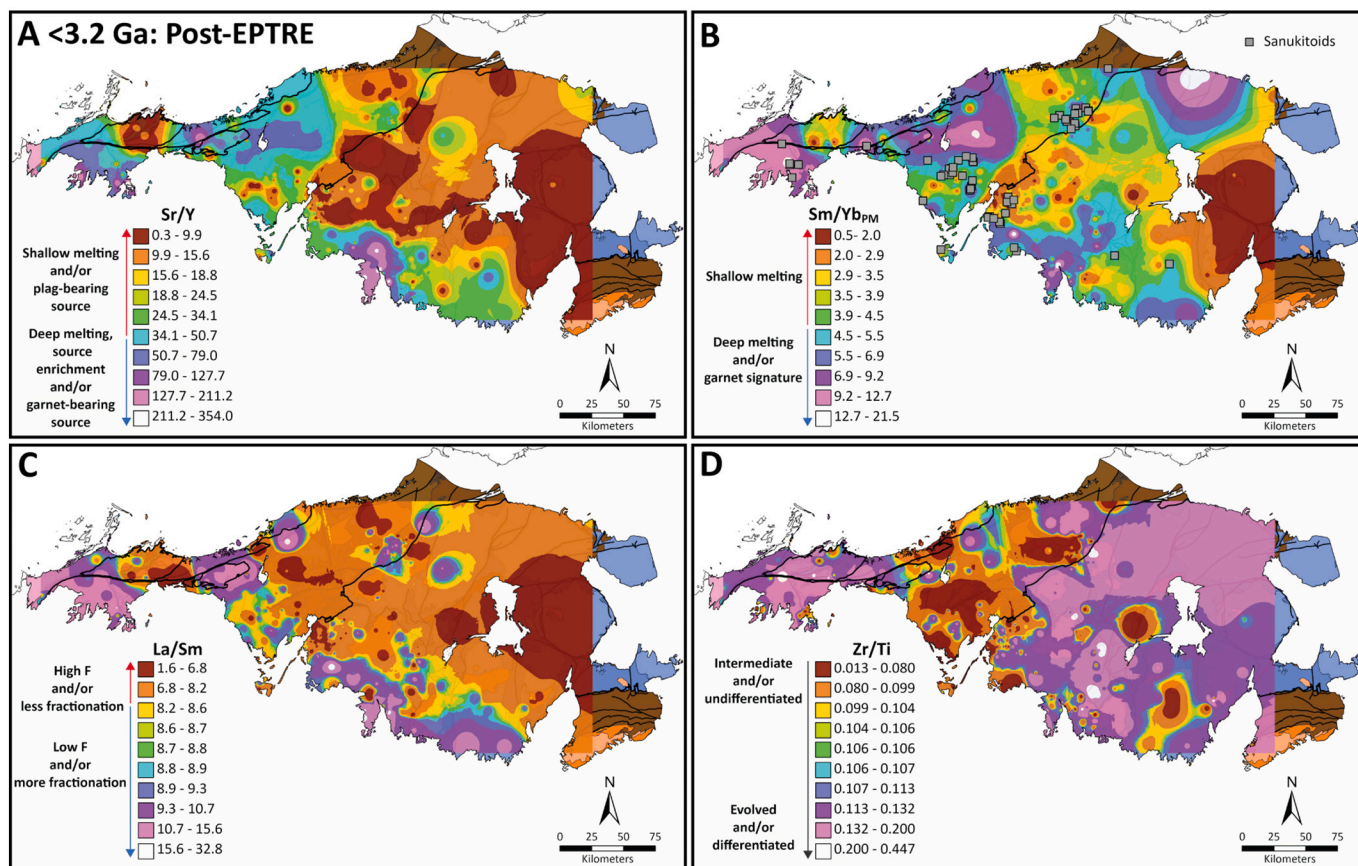 A <3.2 Ga: Post-EPTRE
Sr/Y
Shallow melting
and/or
plag-bearing
source
Deep melting,
source
enrichment
and/or
garnet-bearing
source
0.3 - 9.9
9.9 - 15.6
15.6 - 18.8
18.8 - 24.5
24.5 - 34.1
34.1 - 50.7
50.7 - 79.0
79.0 - 127.7
127.7 - 211.2
211.2 - 354.0
N
0 25 50 75
Kilometers
B
Sanukitoids
Sm/YbPM
Shallow melting
Deep melting
and/or
garnet signature
0.5 - 2.0
2.0 - 2.9
2.9 - 3.5
3.5 - 3.9
3.9 - 4.5
4.5 - 5.5
5.5 - 6.9
6.9 - 9.2
9.2 - 12.7
12.7 - 21.5
N
0 25 50 75
Kilometers
C
La/Sm
High F
and/or
less fractionation
Low F
and/or
more fractionation
1.6 - 6.8
6.8 - 8.2
8.2 - 8.6
8.6 - 8.7
8.7 - 8.8
8.8 - 8.9
8.9 - 9.3
9.3 - 10.7
10.7 - 15.6
15.6 - 32.8
N
0 25 50 75
Kilometers
D
Zr/Ti
Intermediate
and/or
undifferentiated
Evolved
and/or
differentiated
0.013 - 0.080
0.080 - 0.099
0.099 - 0.104
0.104 - 0.106
0.106 - 0.106
0.106 - 0.107
0.107 - 0.113
0.113 - 0.132
0.132 - 0.200
0.200 - 0.447
N
0 25 50 75
Kilometers